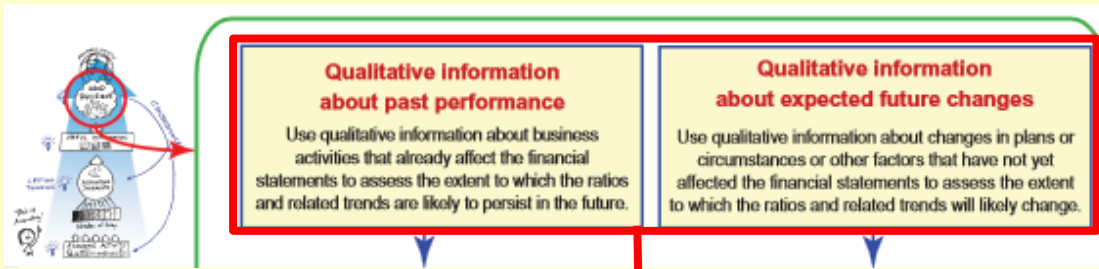 Qualitative information
about past performance
Use qualitative information about business
activities that already affect the financial
statements to assess the extent to which the ratios
and related trends are likely to persist in the future.
Qualitative information
about expected future changes
Use qualitative information about changes in plans or
circumstances or other factors that have not yet
affected the financial statements to assess the extent
to which the ratios and related trends will likely change.